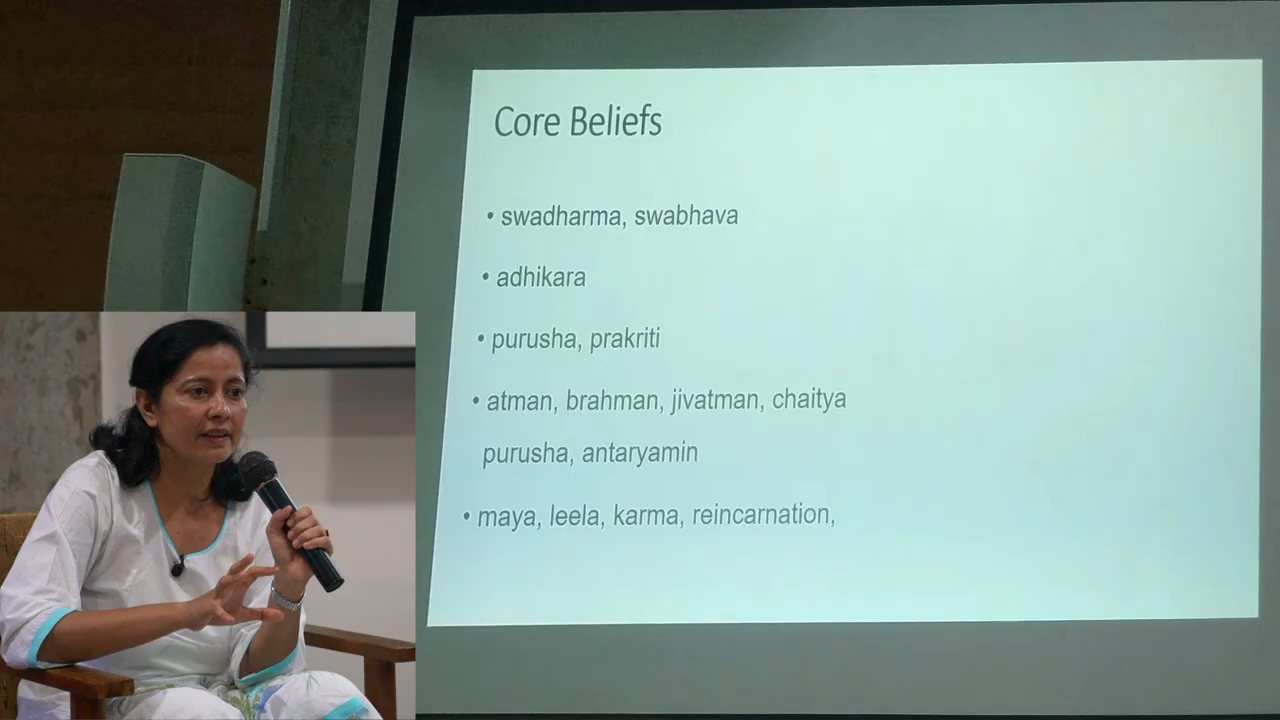 Core Beliefs
• swadharma, swabhava
• adhikara
• purusha, prakriti
• atman, brahman, jivatman, chaitya
purusha, antaryamin
• maya, leela, karma, reincarnation,